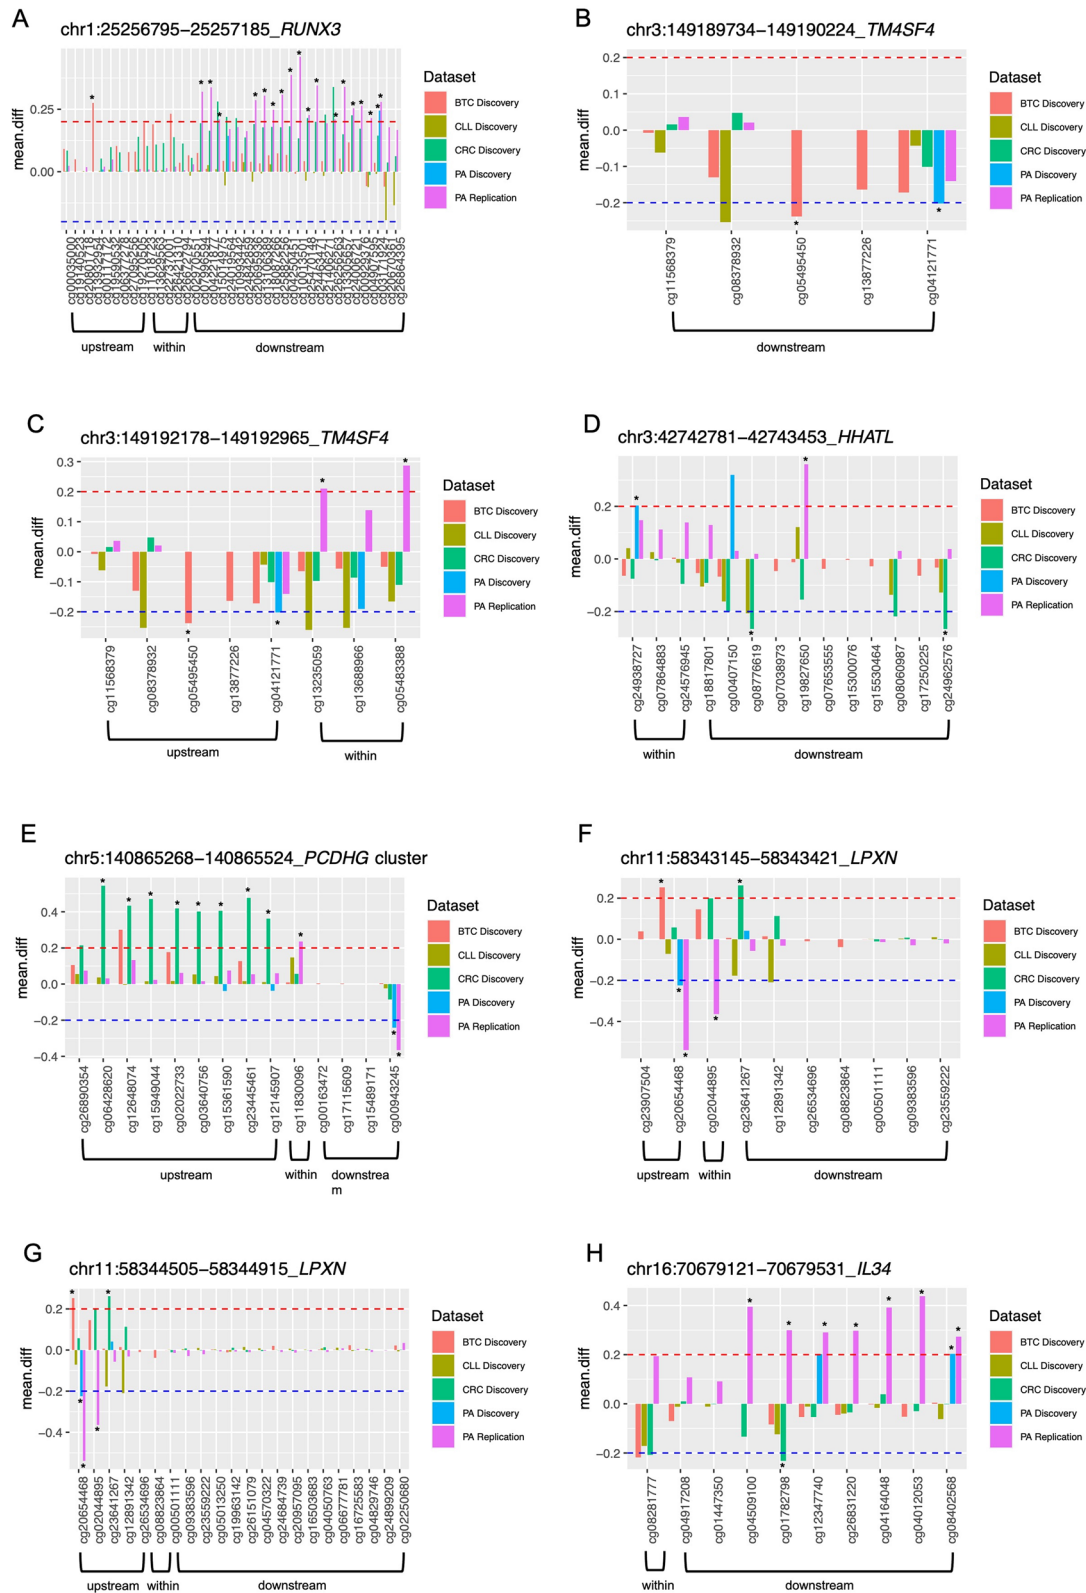 A
chr1:25256795−25257185_RUNX3
0.25
0.00
mean.diff
cg00035000
cg19140523
upstream
within
downstream
Dataset
BTC Discovery
CLL Discovery
CRC Discovery
PA Discovery
PA Replication
B
chr3:149189734−149190224_TM4SF4
0.2
0.0
−0.1
−0.2
mean.diff
cg11568379
cg08378932
cg05495450
cg13877226
cg04121771
downstream
Dataset
BTC Discovery
CLL Discovery
CRC Discovery
PA Discovery
PA Replication
C
chr3:149192178−149192965_TM4SF4
0.3
0.2
0.1
0.0
−0.1
−0.2
mean.diff
cg11568379
cg08378932
cg05495450
cg13877226
cg04121771
cg13235059
cg13688966
cg05483388
upstream
within
Dataset
BTC Discovery
CLL Discovery
CRC Discovery
PA Discovery
PA Replication
D
chr3:42742781−42743453_HHATL
0.2
0.0
−0.2
mean.diff
cg24938727
cg07864883
cg24576945
cg18817801
cg00407150
cg08776619
cg07038973
cg19827650
cg07653555
cg15300076
cg15530464
cg08060987
cg17250225
cg24962576
within
downstream
Dataset
BTC Discovery
CLL Discovery
CRC Discovery
PA Discovery
PA Replication
E
chr5:140865268−140865524_PCDHG cluster
0.4
0.2
0.0
−0.2
−0.4
mean.diff
cg26890354
cg06428620
cg12648074
cg15949044
cg02022733
cg03640756
cg15361590
cg23445461
cg12145907
cg11830096
cg00163472
cg17115609
cg15489171
cg00943245
upstream
within
downstrea
m
Dataset
BTC Discovery
CLL Discovery
CRC Discovery
PA Discovery
PA Replication
F
chr11:58343145−58343421_LPXN
0.2
0.0
−0.2
−0.4
mean.diff
cg23907504
cg20654468
cg02044895
cg23641267
cg12891342
cg26534696
cg08823864
cg00501111
cg09383596
cg23559222
upstream
within
downstream
Dataset
BTC Discovery
CLL Discovery
CRC Discovery
PA Discovery
PA Replication
G
chr11:58344505−58344915_LPXN
0.2
0.0
−0.2
−0.4
mean.diff
cg20654468
cg02044895
cg23641267
cg12891342
cg26534696
cg08823864
cg00501111
cg09383596
cg23559222
cg05013250
cg19963142
cg26151075
cg04570322
cg24684739
cg20957095
cg16503683
cg04050763
cg06677781
cg16725583
cg04829746
cg24899209
cg02250680
upstream
within
downstream
Dataset
BTC Discovery
CLL Discovery
CRC Discovery
PA Discovery
PA Replication
H
chr16:70679121−70679531_IL34
0.4
0.2
0.0
−0.2
mean.diff
cg08281777
cg04917208
cg01447350
cg04509100
cg01782798
cg12347740
cg26831220
cg04164048
cg04012053
cg08402568
within
downstream
Dataset
BTC Discovery
CLL Discovery
CRC Discovery
PA Discovery
PA Replication